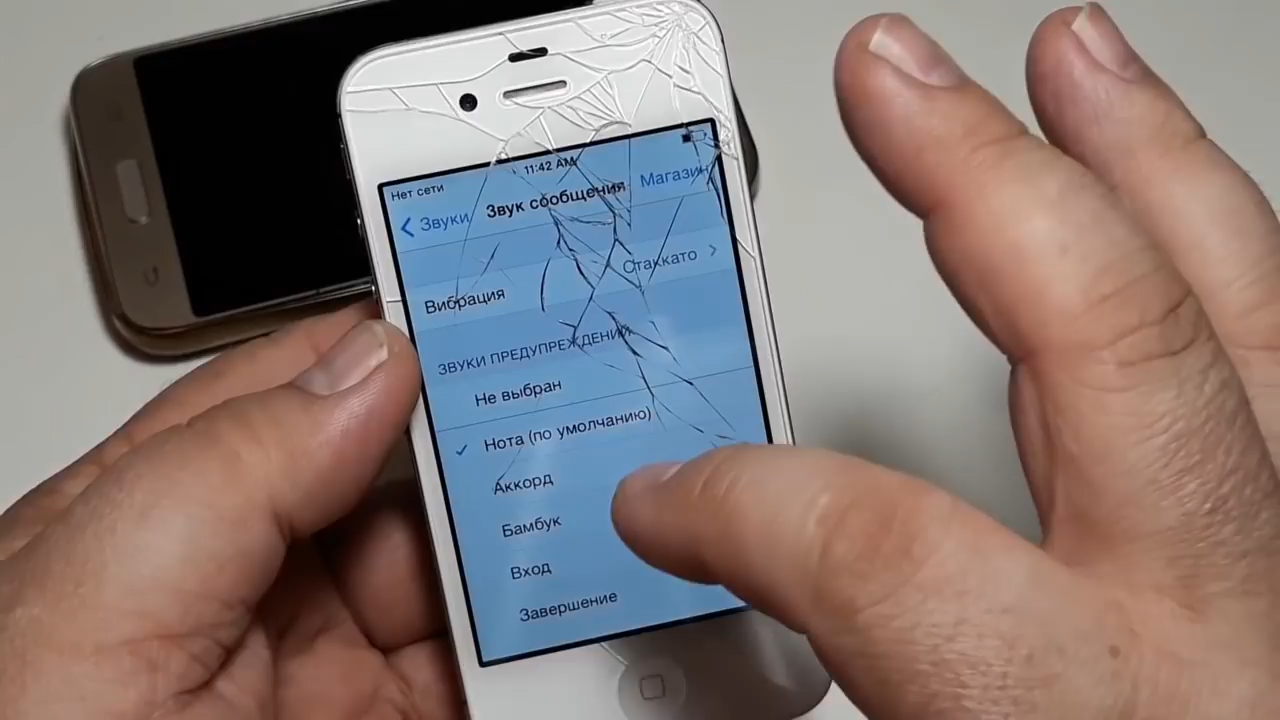 Нет сети 11:42 AM
Звуки Звук сообщения Магазин
Вибрация Стаккато
ЗВУКИ ПРЕДУПРЕЖДЕНИЙ
Не выбран
Нота (по умолчанию)
Аккорд
Бамбук
Вход
Завершение